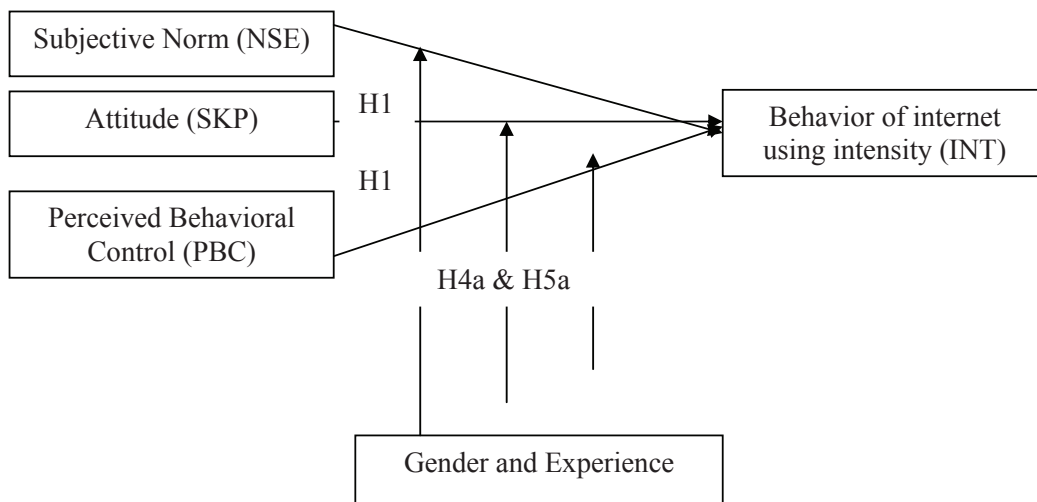 Subjective Norm (NSE)
Attitude (SKP)
H1
H1
Perceived Behavioral
Control (PBC)
Behavior of internet
using intensity (INT)
H4a & H5a
Gender and Experience